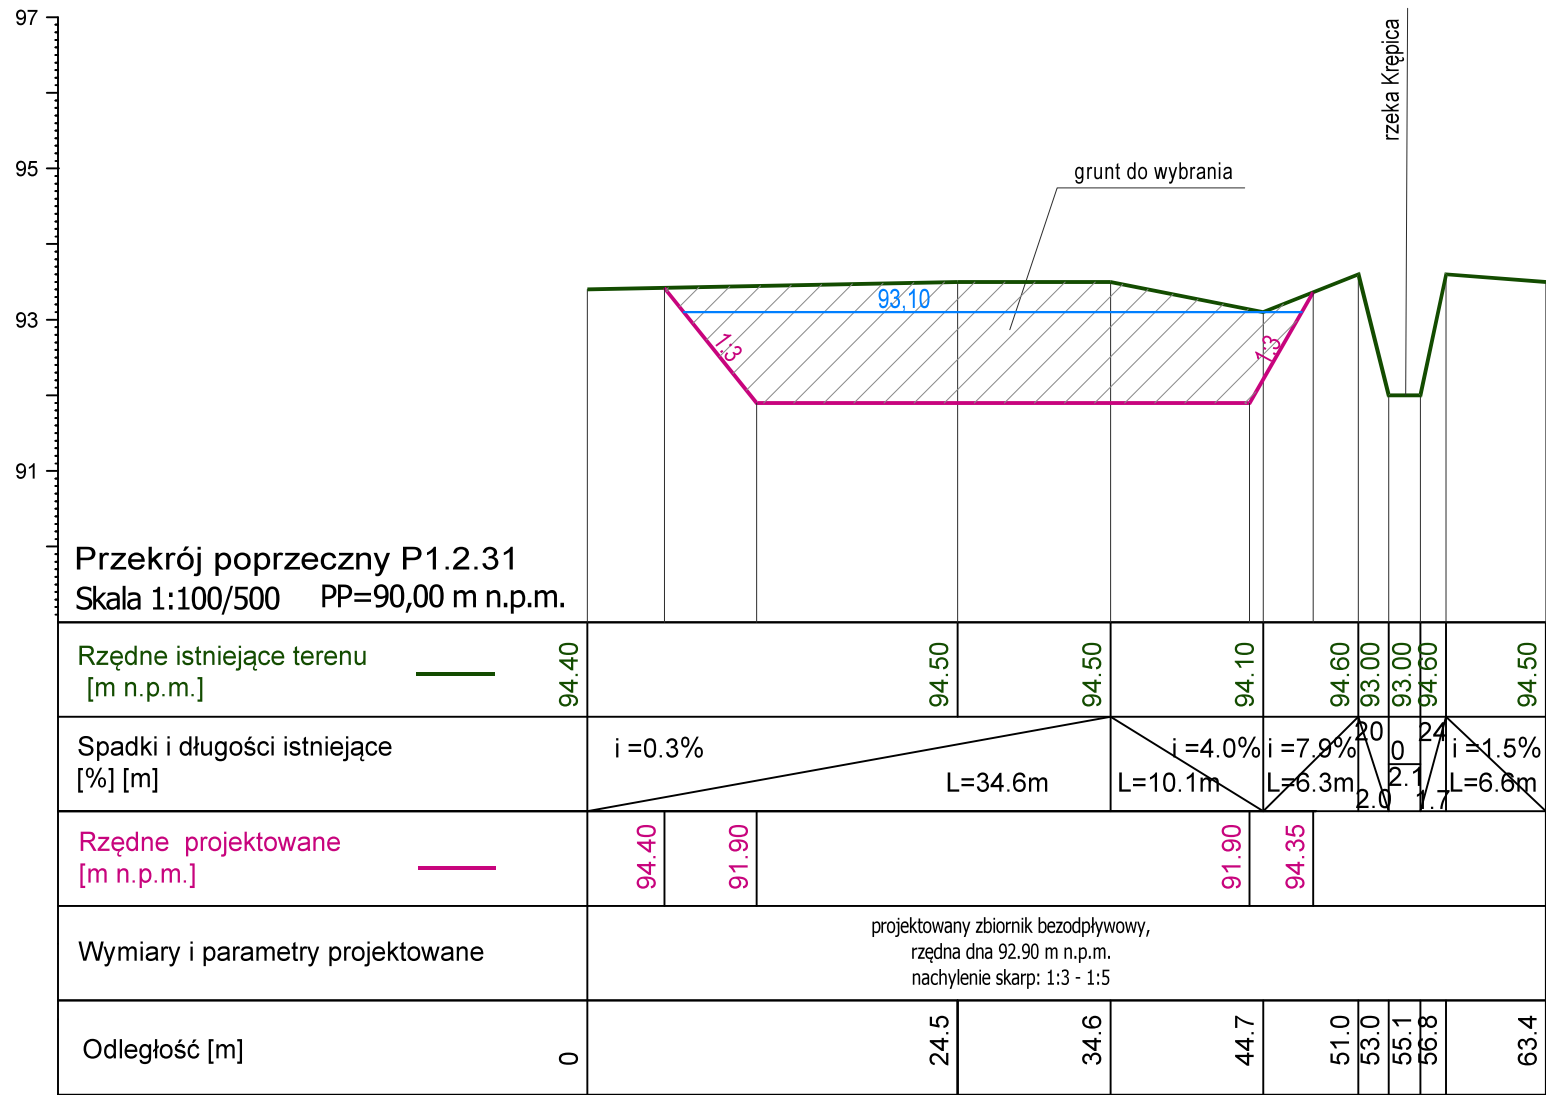 97
95
93
91
rzeka Krępica
grunt do wybrania
93,10
1:3
1:3
Przekrój poprzeczny P1.2.31
Skala 1:100/500 PP=90,00 m n.p.m.
Rzędne istniejące terenu
[m n.p.m.]
94.40 94.50 94.50 94.10 94.60 93.00 93.00 94.60 94.50
Spadki i długości istniejące
[%] [m]
i =0.3% i =4.0% i =7.9% 20 0 24 i =1.5%
L=34.6m L=10.1m L=6.3m 2.0 2.1 1.7 L=6.6m
Rzędne projektowane
[m n.p.m.]
94.40 91.90 91.90 94.35
Wymiary i parametry projektowane
projektowany zbiornik bezodpływowy,
rzędna dna 92.90 m n.p.m.
nachylenie skarp: 1:3 - 1:5
Odległość [m]
0 24.5 34.6 44.7 51.0 53.0 55.1 56.8 63.4